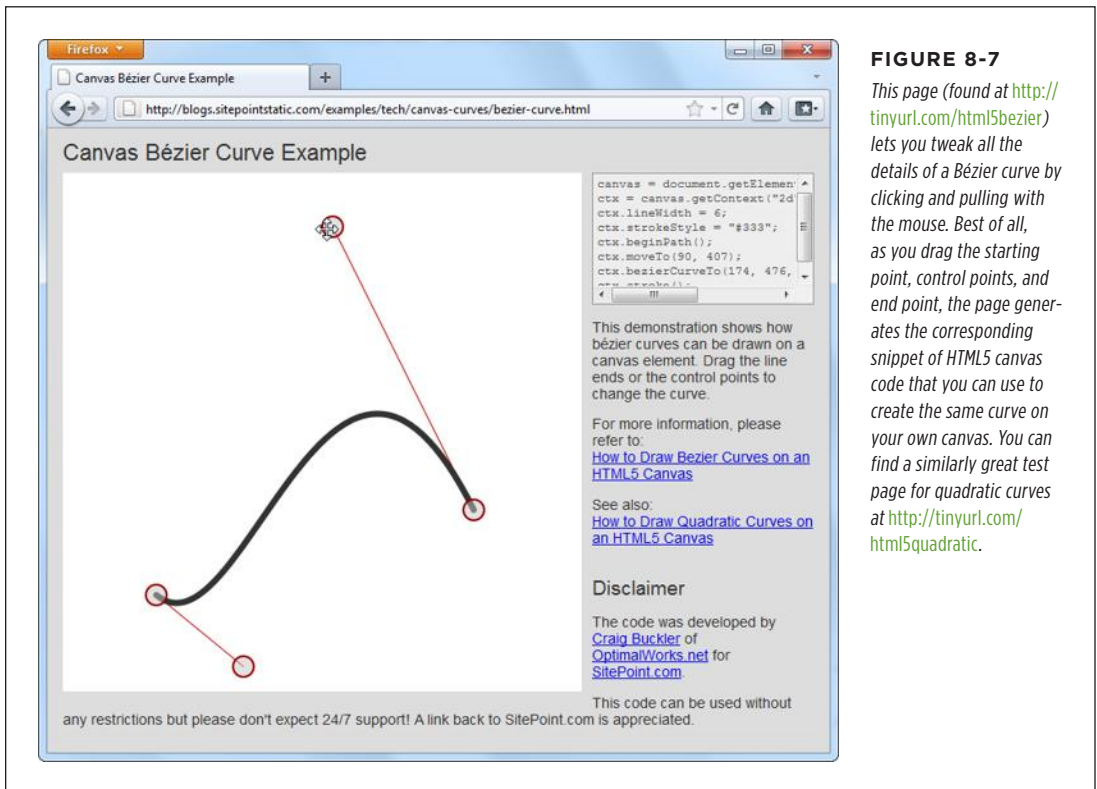 Firefox
Canvas Bézier Curve Example
http://blogs.sitepointstatic.com/examples/tech/canvas-curves/bezier-curve.html
Canvas Bézier Curve Example
canvas = document.getElemen
ctx = canvas.getContext("2d
ctx.lineWidth = 6;
ctx.strokeStyle = "#333";
ctx.beginPath();
ctx.moveTo(90, 407);
ctx.bezierCurveTo(174, 476,
ctx.stroke();
This demonstration shows how
bézier curves can be drawn on a
canvas element. Drag the line
ends or the control points to
change the curve.
For more information, please
refer to:
How to Draw Bezier Curves on an
HTML5 Canvas
See also:
How to Draw Quadratic Curves on
an HTML5 Canvas
Disclaimer
The code was developed by
Craig Buckler of
OptimalWorks.net for
SitePoint.com.
This code can be used without
any restrictions but please don't expect 24/7 support! A link back to SitePoint.com is appreciated.
FIGURE 8-7
This page (found at http://
tinyurl.com/html5bezier)
lets you tweak all the
details of a Bézier curve by
clicking and pulling with
the mouse. Best of all,
as you drag the starting
point, control points, and
end point, the page gener-
ates the corresponding
snippet of HTML5 canvas
code that you can use to
create the same curve on
your own canvas. You can
find a similarly great test
page for quadratic curves
at http://tinyurl.com/
html5quadratic.